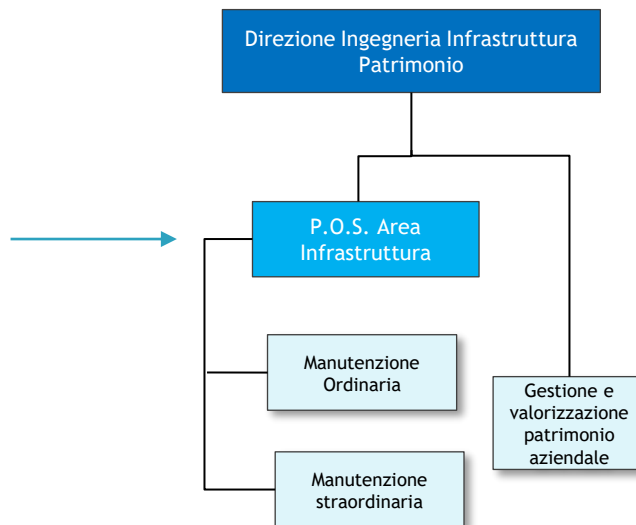 Direzione Ingegneria Infrastruttura
Patrimonio
P.O.S. Area
Infrastruttura
Manutenzione
Ordinaria
Gestione e
valorizzazione
patrimonio
aziendale
Manutenzione
straordinaria